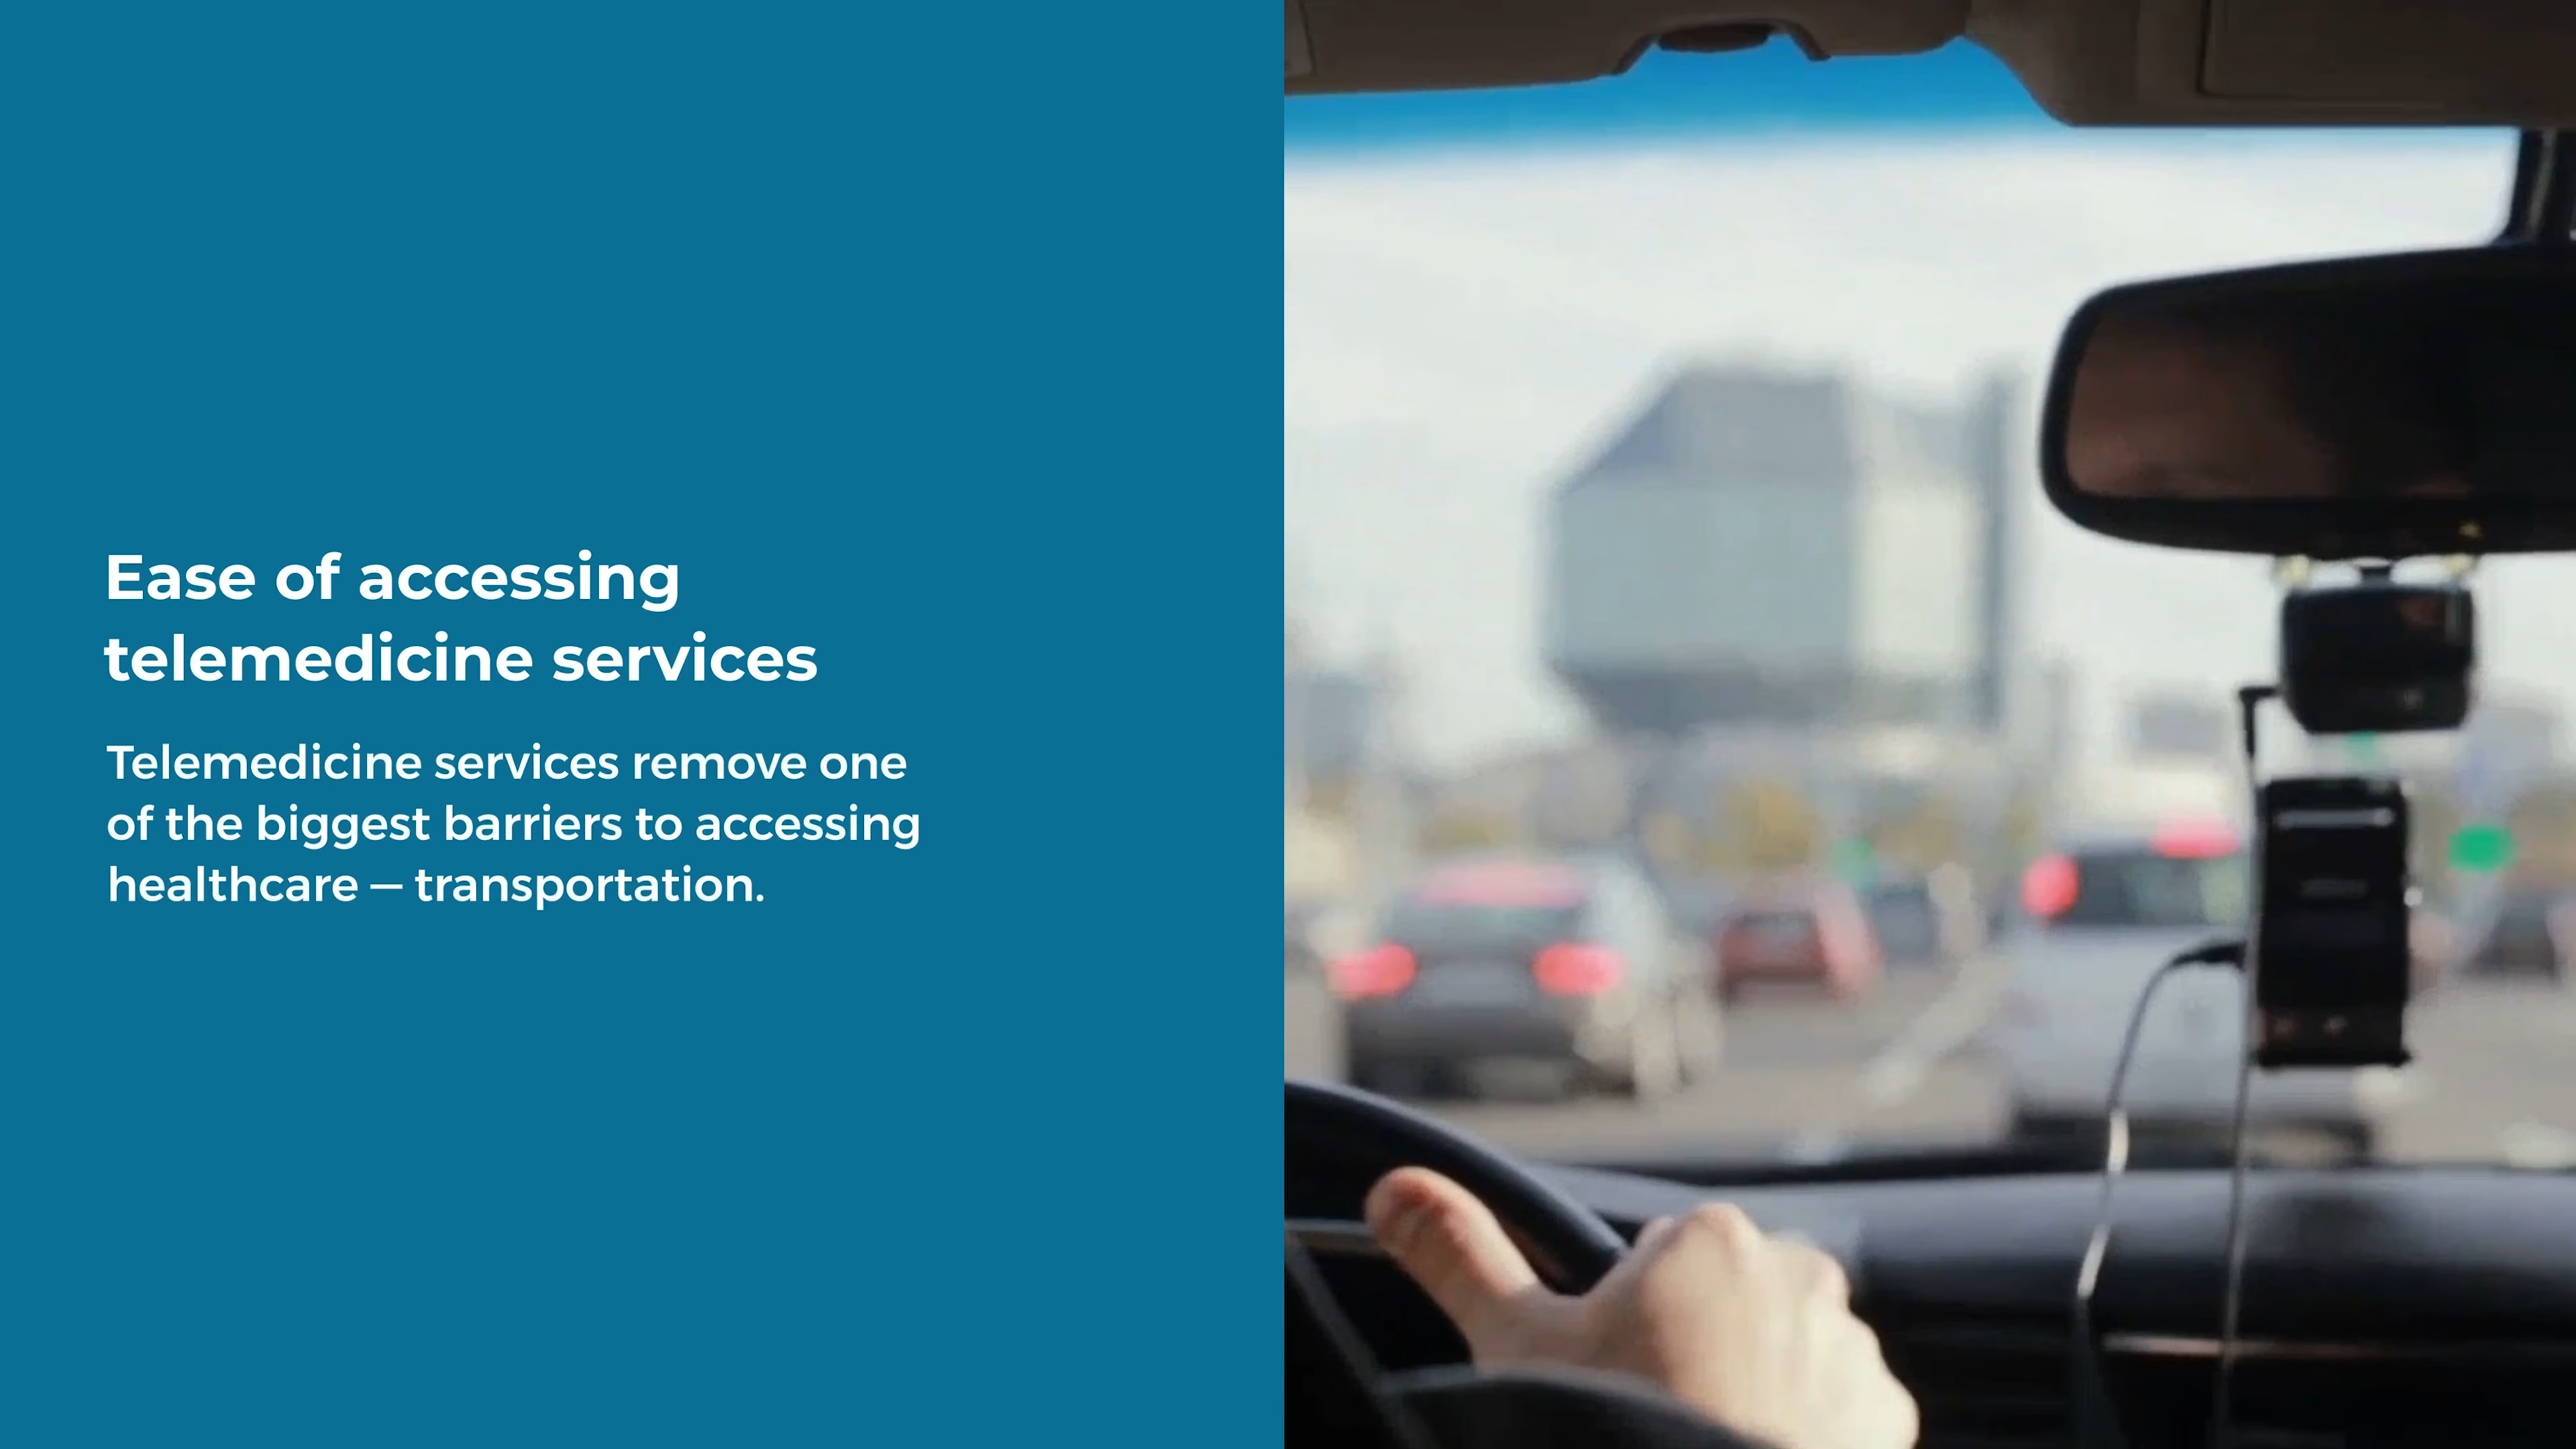 Ease of accessing
telemedicine services
Telemedicine services remove one
of the biggest barriers to accessing
healthcare — transportation.